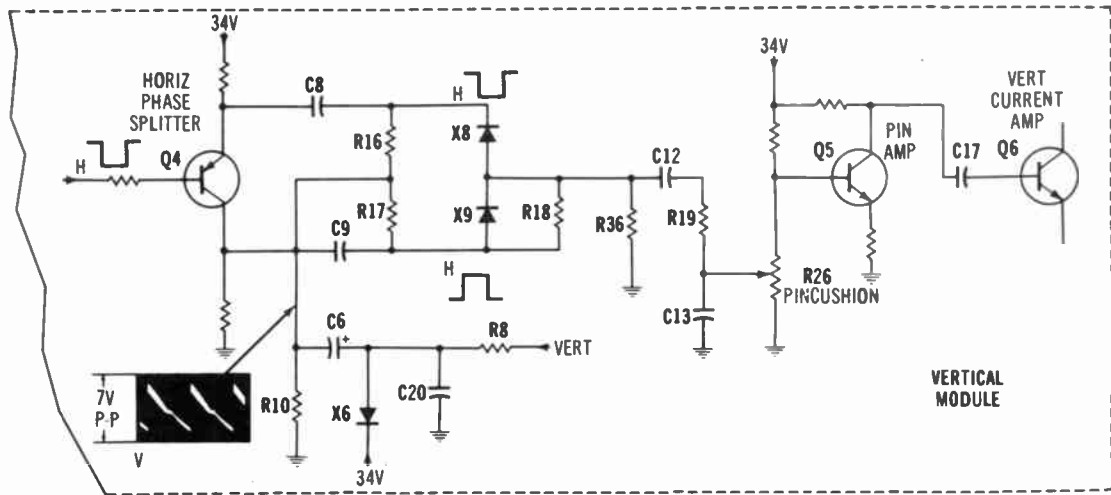 34V
HORIZ
PHASE
SPLITTER
H
Q4
C8
R16
R17
C9
H
X8
X9
R18
H
R36
C12
R19
C13
34V
PIN
AMP
Q5
R26
PINCUSHION
C17
VERT
CURRENT
AMP
Q6
7V
P-P
V
R10
C6
+
X6
34V
C20
R8
VERT
VERTICAL
MODULE